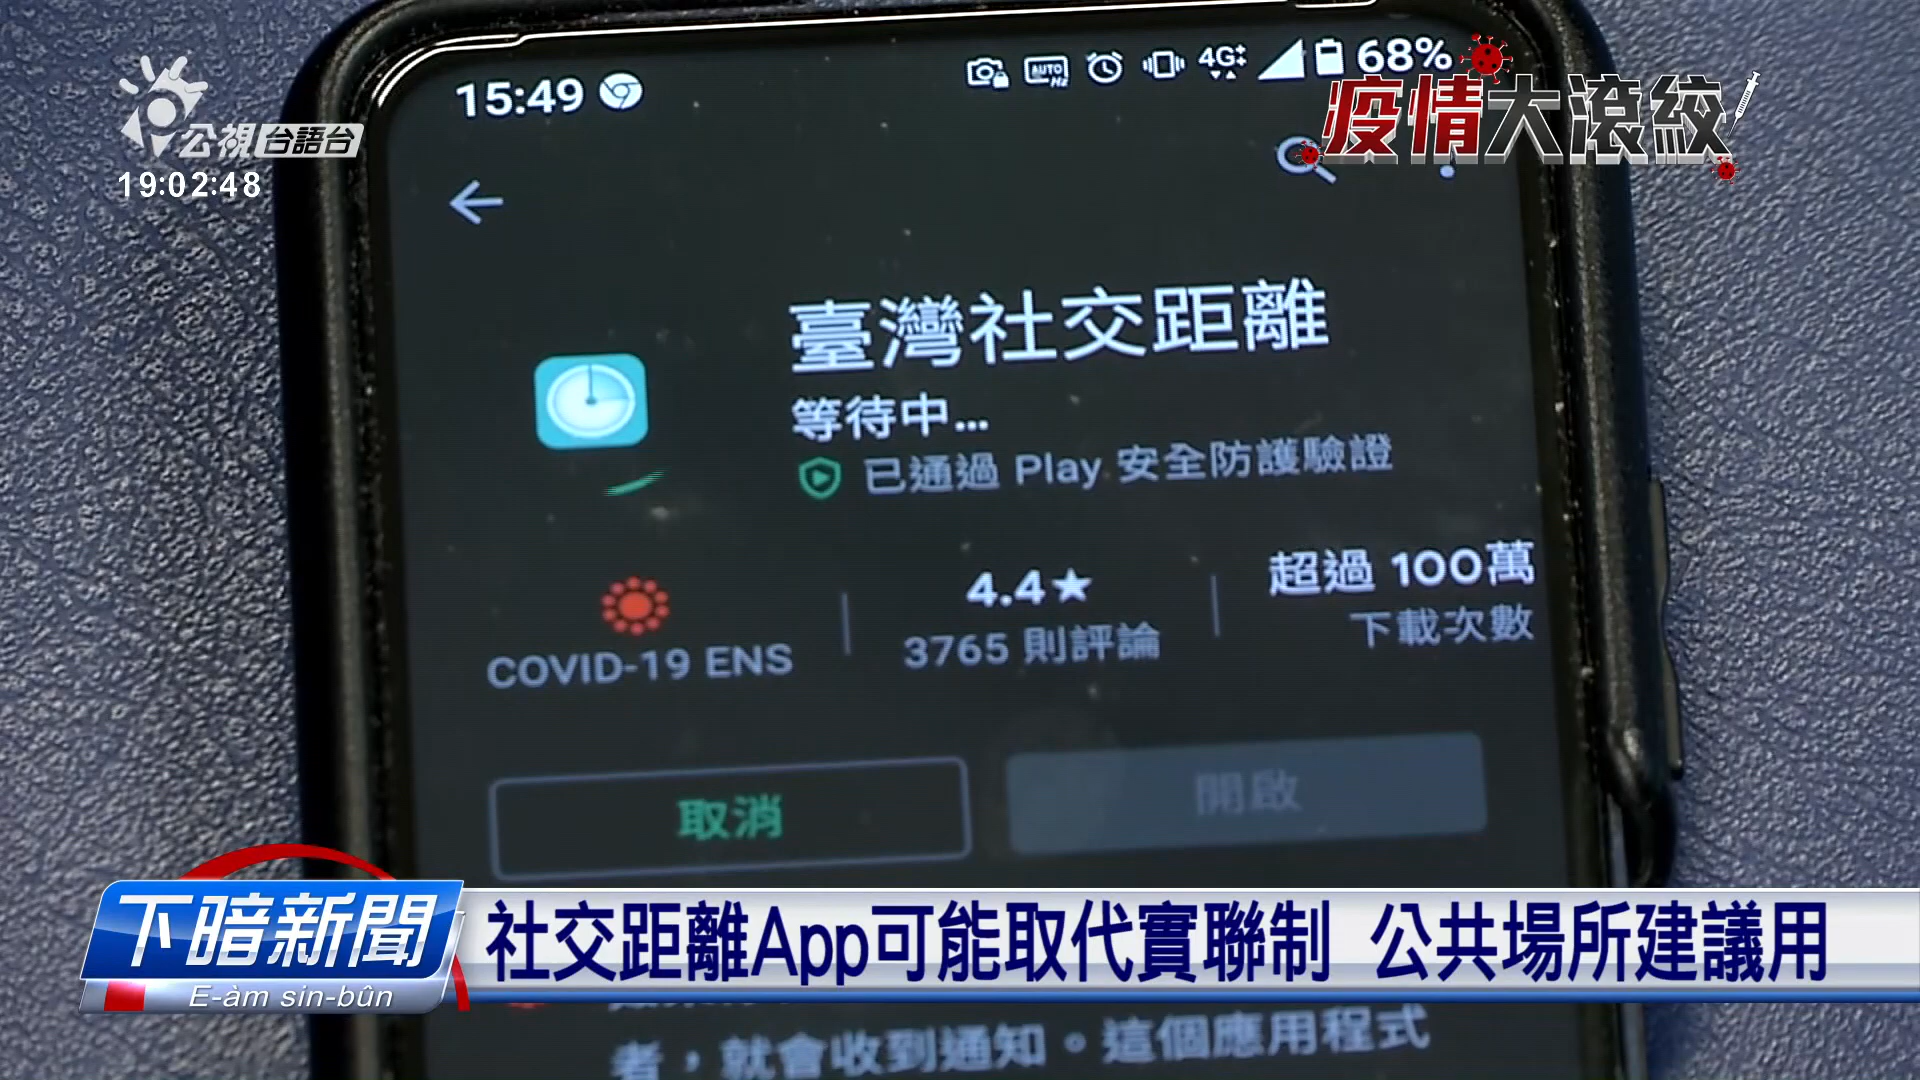 15:49
AUTO Hz
4G+
68%
疫情大滾絞
公視台語台
19:02:48
臺灣社交距離
等待中...
已通過 Play 安全防護驗證
COVID-19 ENS
4.4★
3765 則評論
超過 100萬
下載次數
取消
開啟
下暗新聞
E-àm sin-bûn
社交距離App可能取代實聯制 公共場所建議用
者，就會收到通知。這個應用程式